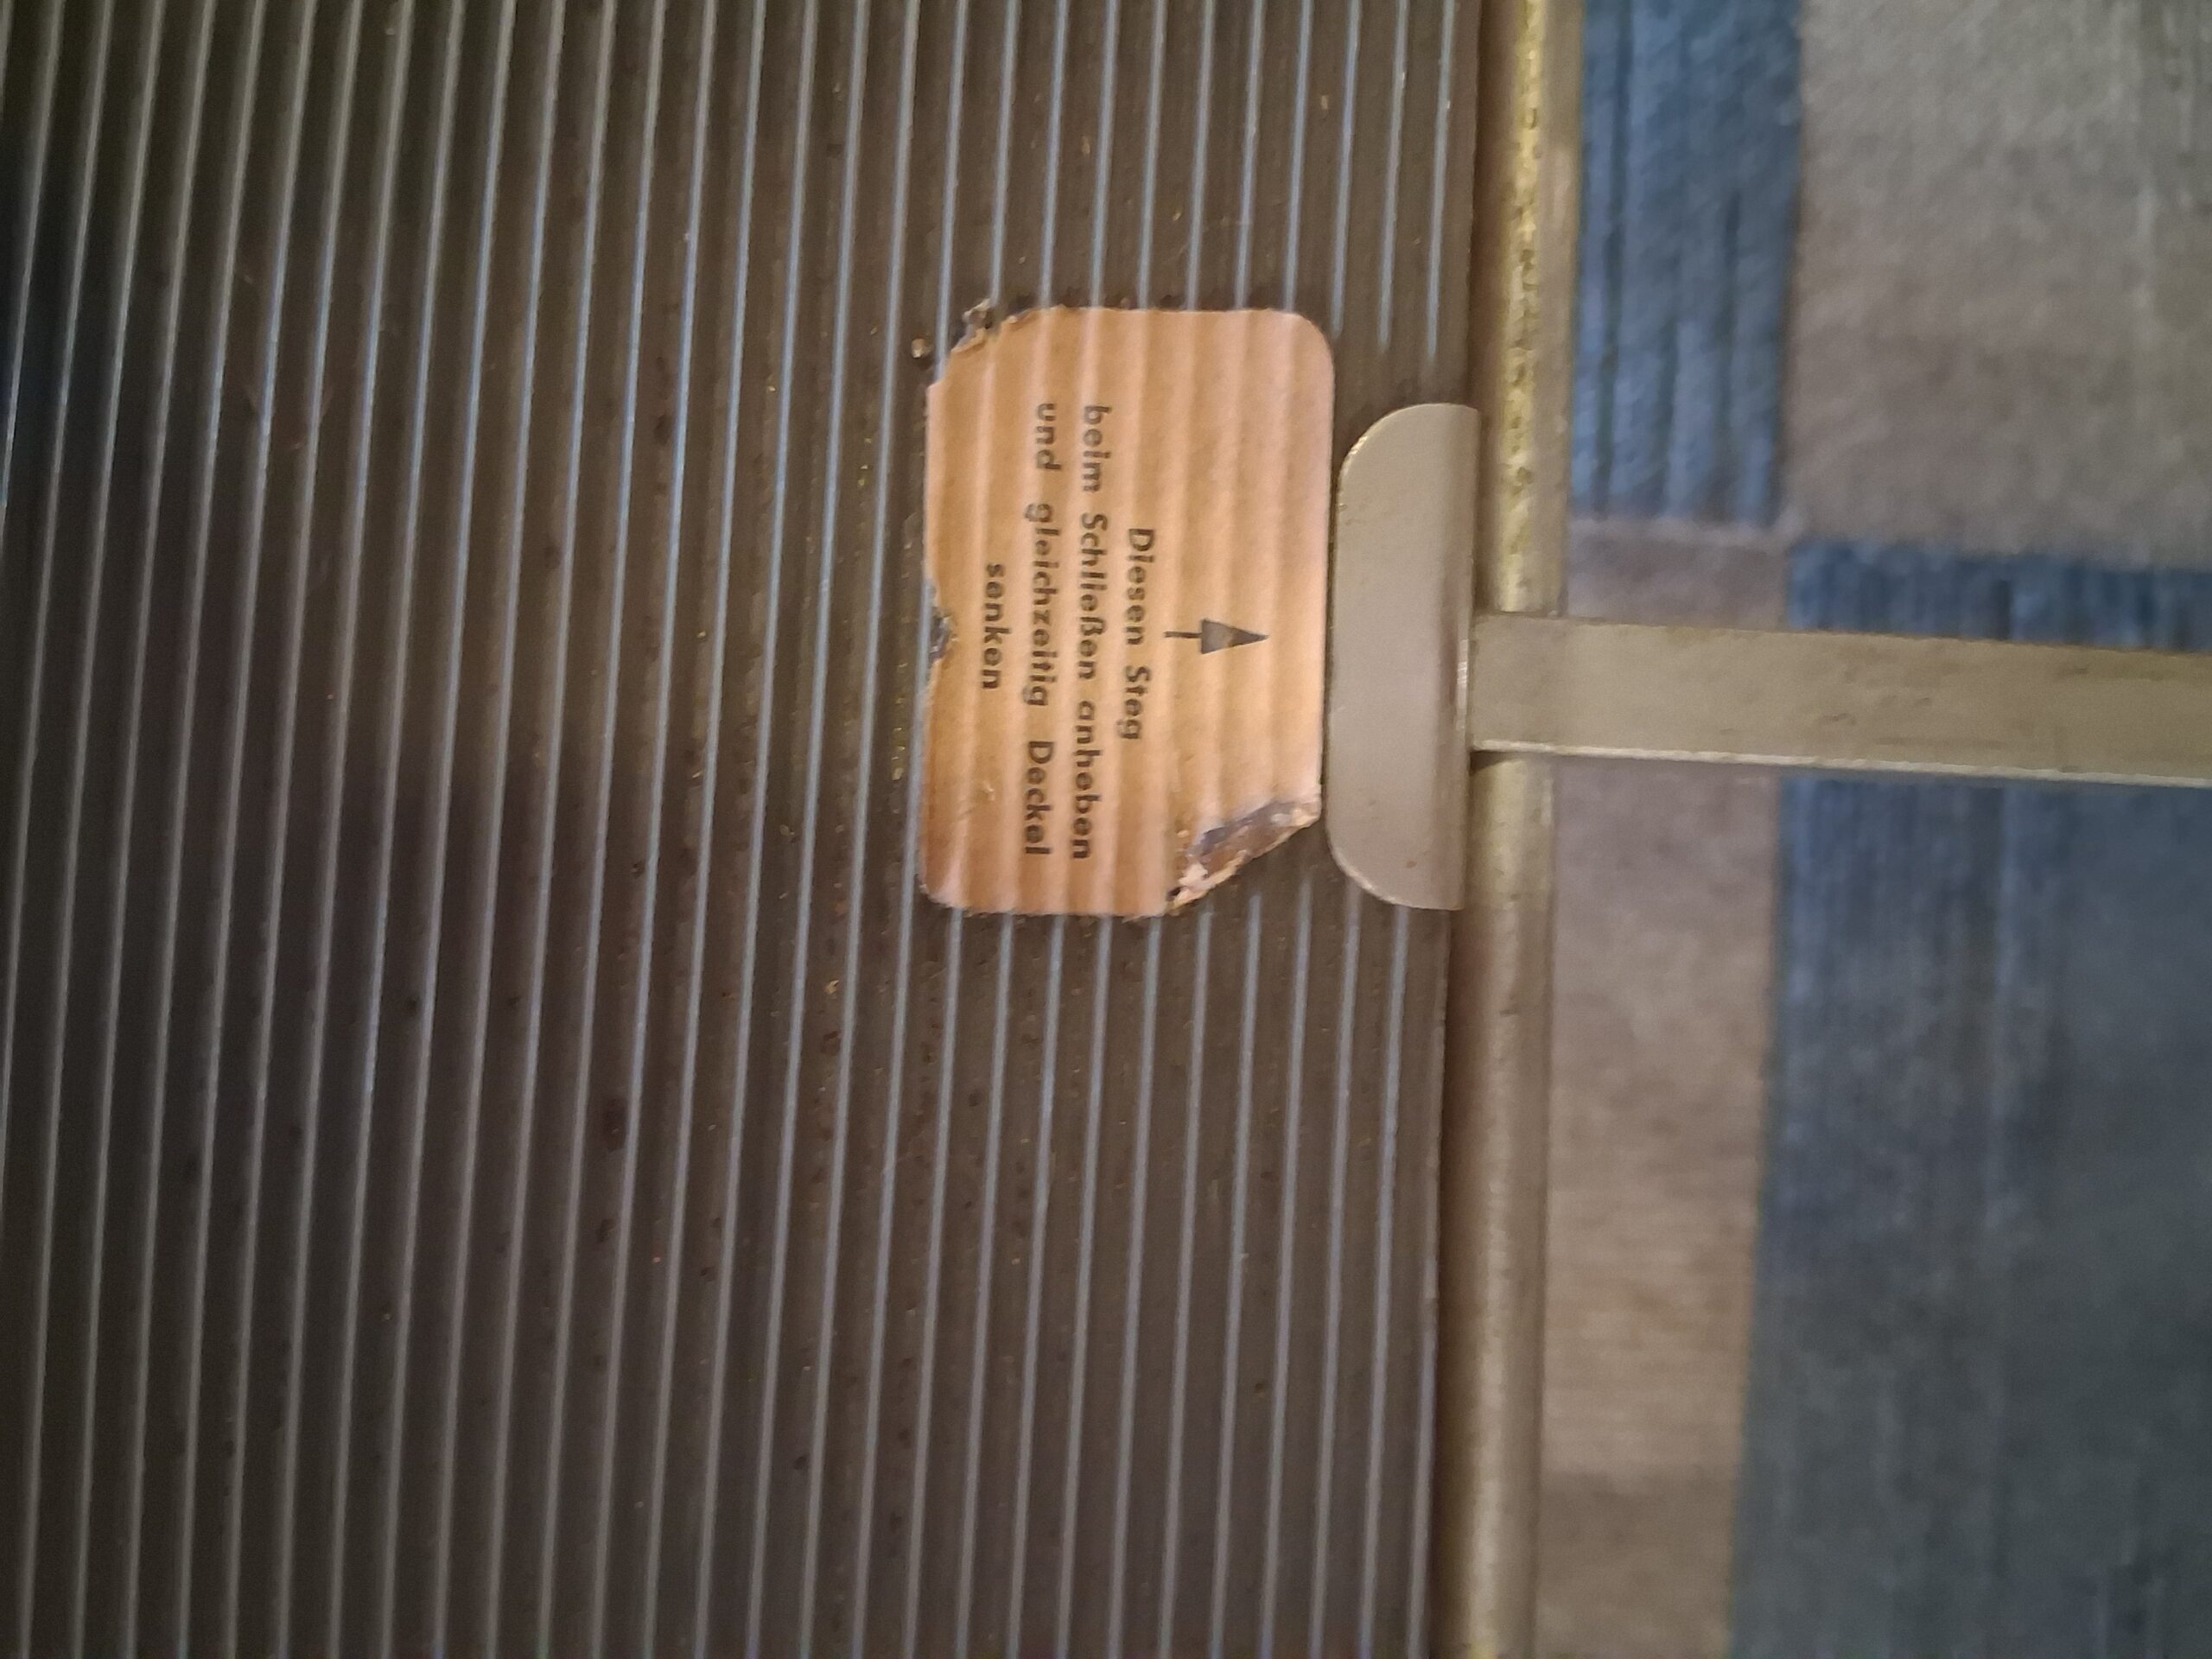 Diesen Steg
beim Schließen anheben
und gleichzeitig Deckel
senken